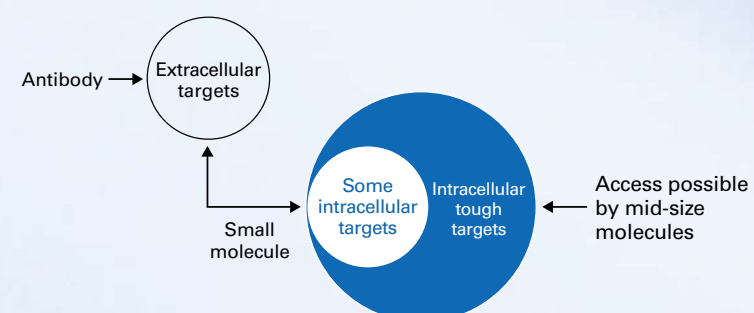 Antibody
Extracellular
targets
Some
intracellular
targets
Intracellular
tough
targets
Small
molecule
Access possible
by mid-size
molecules